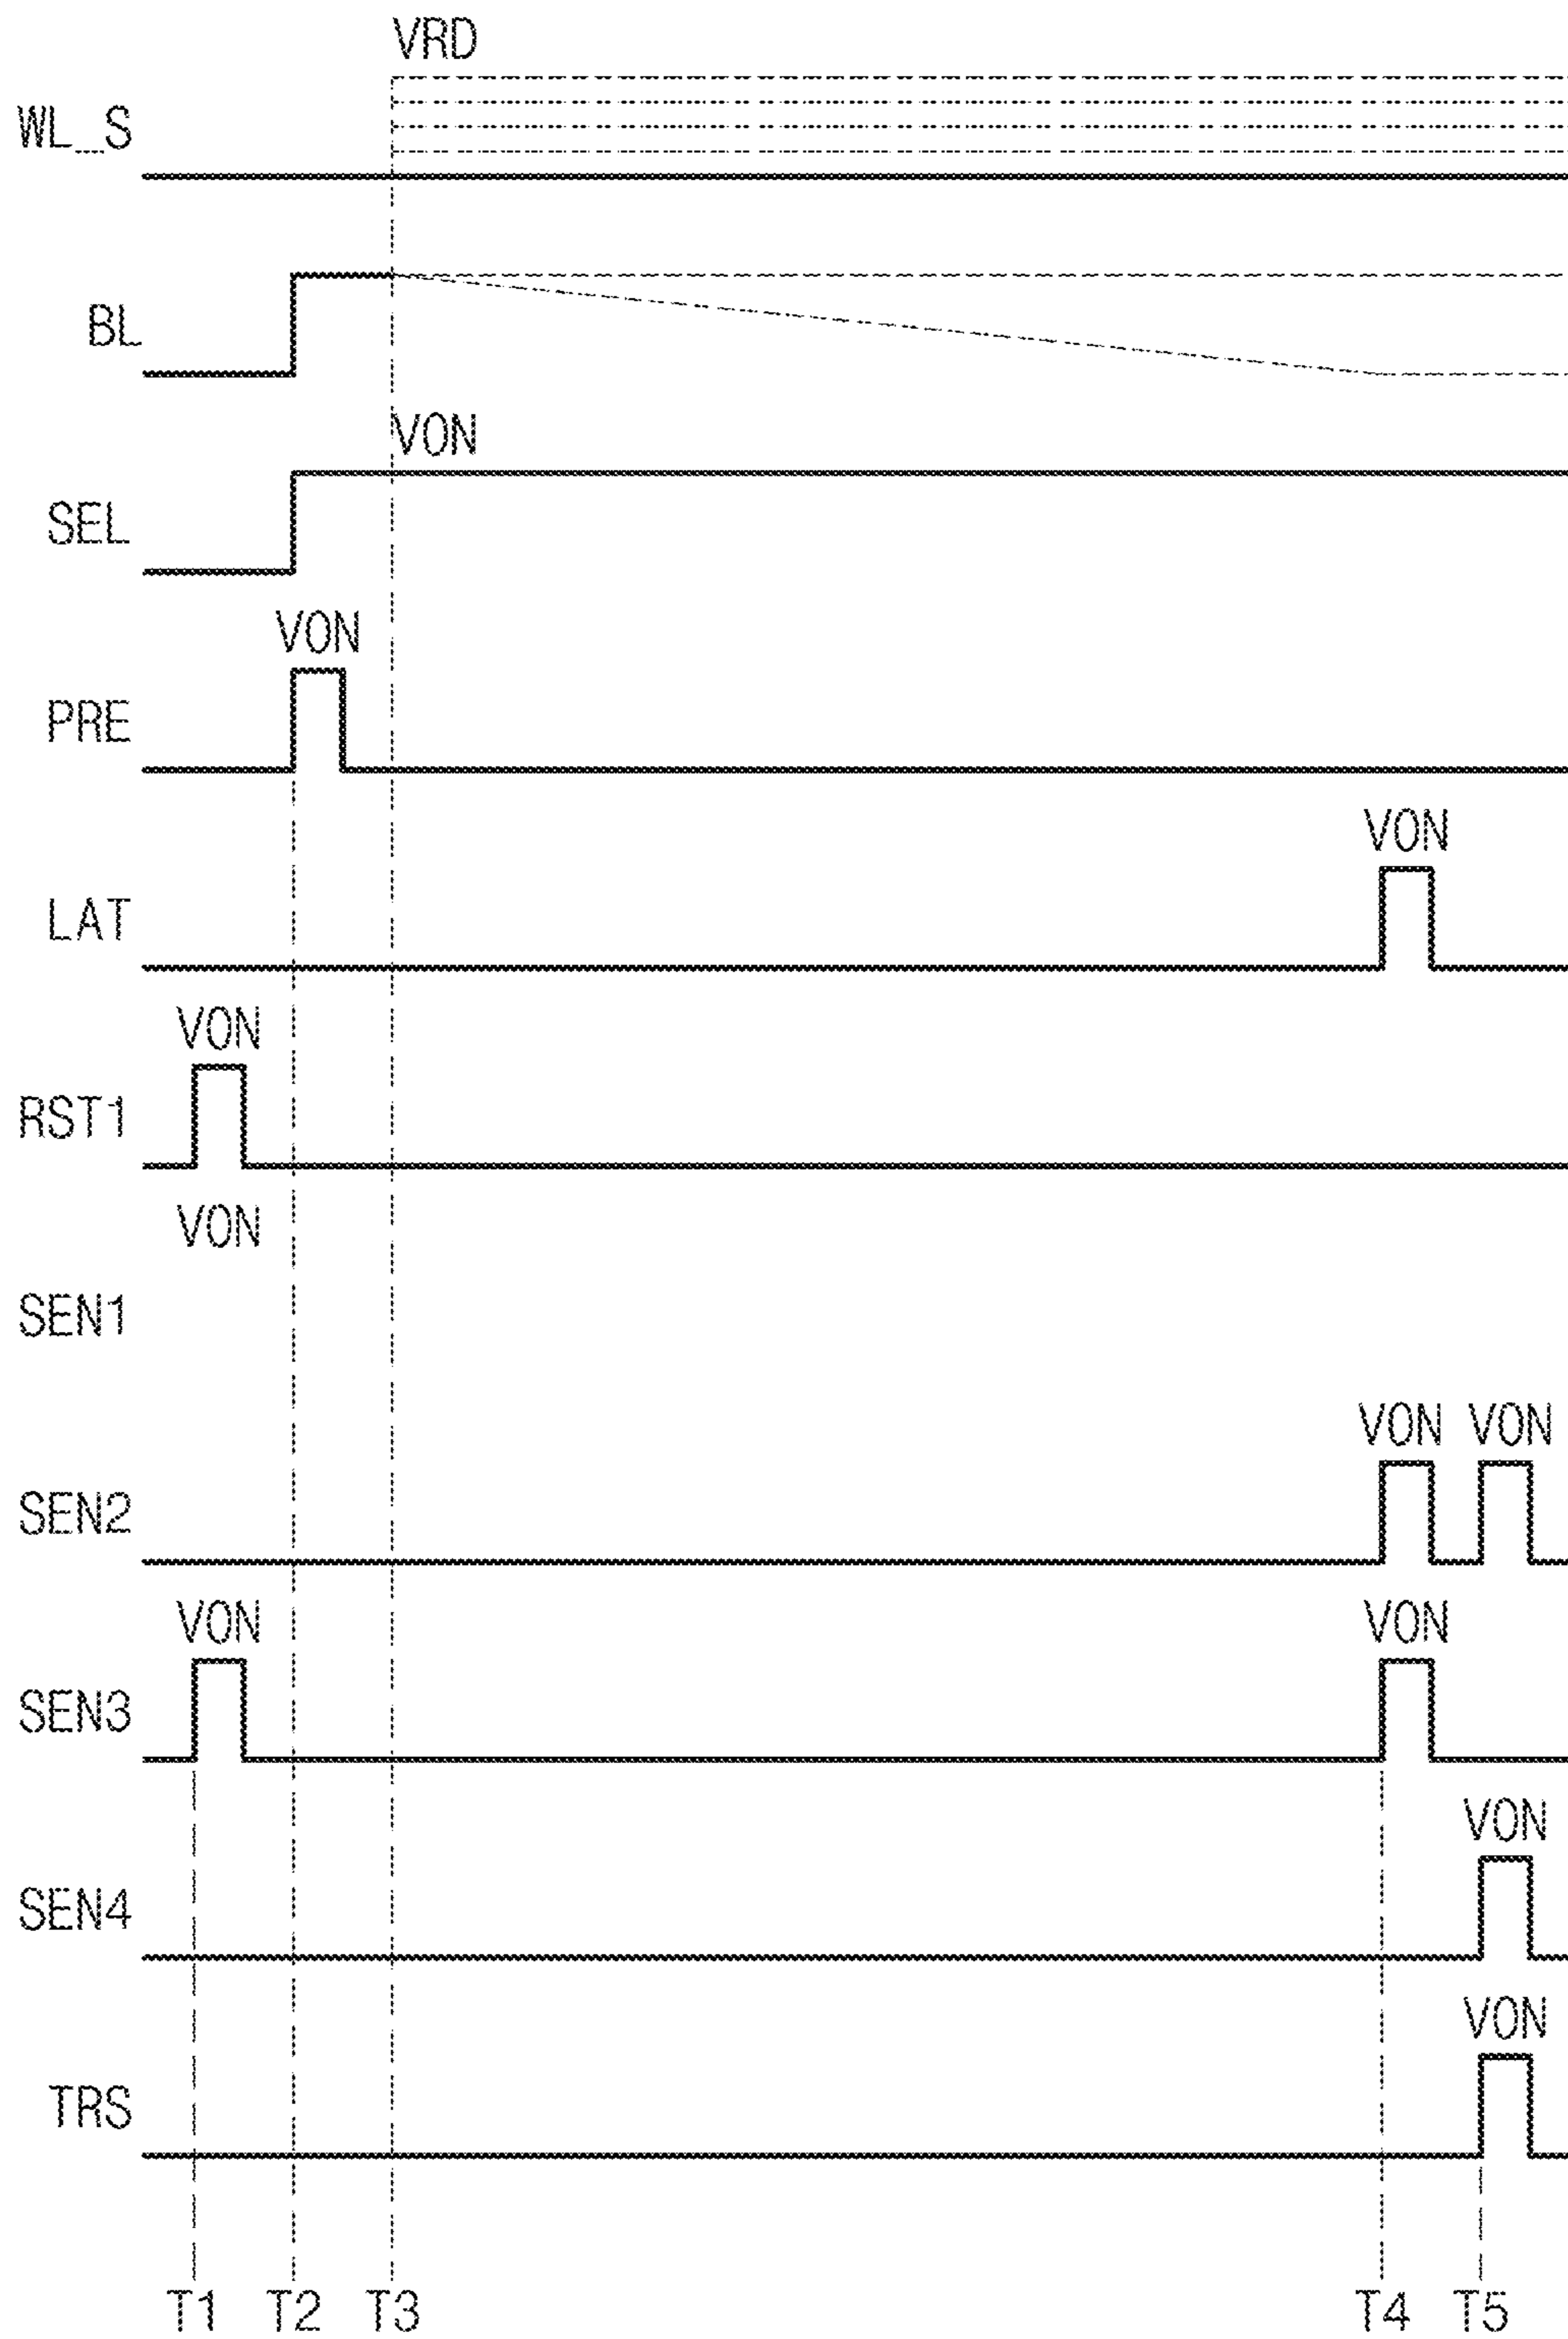 VRD
WL_S
BL
VON
SEL
VON
PRE
VON
LAT
VON
RST1
VON
SEN1
VON VON
SEN2
VON VON
SEN3
VON
SEN4
VON
TRS
T1 T2 T3 T4 T5